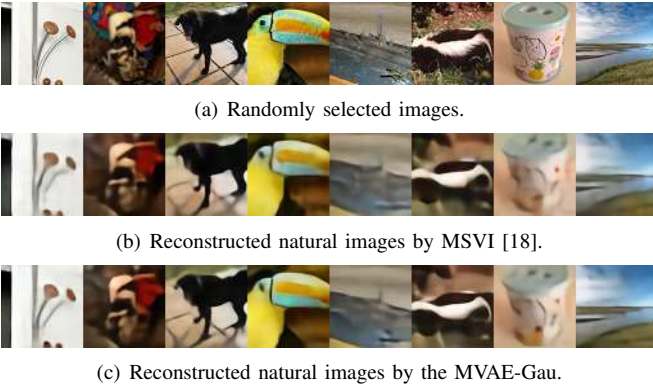 (a) Randomly selected images.
(b) Reconstructed natural images by MSVI [18].
(c) Reconstructed natural images by the MVAE-Gau.